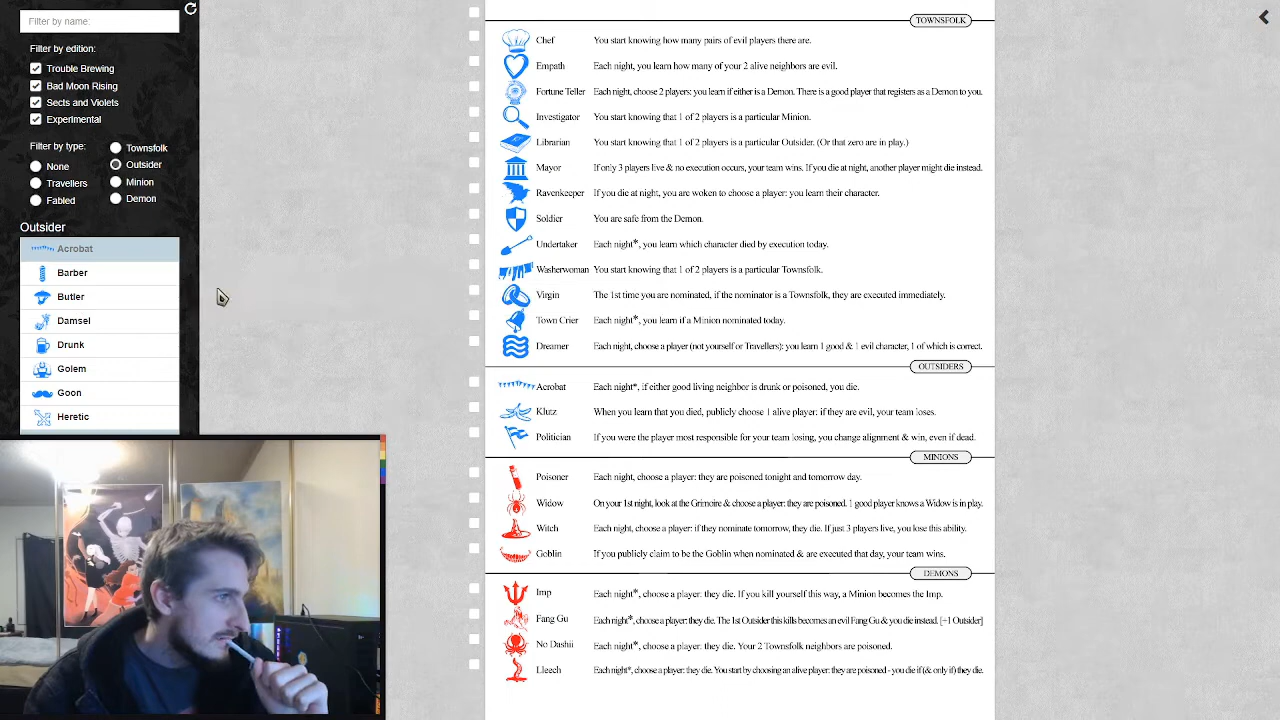 Filter by name:
Filter by edition:
Trouble Brewing
Bad Moon Rising
Sects and Violets
Experimental
Filter by type:
None
Travellers
Fabled
Townsfolk
Outsider
Minion
Demon
Outsider
Acrobat
Barber
Butler
Damsel
Drunk
Golem
Goon
Heretic
TOWNSFOLK
Chef You start knowing how many pairs of evil players there are.
Empath Each night, you learn how many of your 2 alive neighbors are evil.
Fortune Teller Each night, choose 2 players: you learn if either is a Demon. There is a good player that registers as a Demon to you.
Investigator You start knowing that 1 of 2 players is a particular Minion.
Librarian You start knowing that 1 of 2 players is a particular Outsider. (Or that zero are in play.)
Mayor If only 3 players live & no execution occurs, your team wins. If you die at night, another player might die instead.
Ravenkeeper If you die at night, you are woken to choose a player: you learn their character.
Soldier You are safe from the Demon.
Undertaker Each night*, you learn which character died by execution today.
Washerwoman You start knowing that 1 of 2 players is a particular Townsfolk.
Virgin The 1st time you are nominated, if the nominator is a Townsfolk, they are executed immediately.
Town Crier Each night*, you learn if a Minion nominated today.
Dreamer Each night, choose a player (not yourself or Travellers): you learn 1 good & 1 evil character, 1 of which is correct.
OUTSIDERS
Acrobat Each night*, if either good living neighbor is drunk or poisoned, you die.
Klutz When you learn that you died, publicly choose 1 alive player: if they are evil, your team loses.
Politician If you were the player most responsible for your team losing, you change alignment & win, even if dead.
MINIONS
Poisoner Each night, choose a player: they are poisoned tonight and tomorrow day.
Widow On your 1st night, look at the Grimoire & choose a player: they are poisoned. 1 good player knows a Widow is in play.
Witch Each night, choose a player: if they nominate tomorrow, they die. If just 3 players live, you lose this ability.
Goblin If you publicly claim to be the Goblin when nominated & are executed that day, your team wins.
DEMONS
Imp Each night*, choose a player: they die. If you kill yourself this way, a Minion becomes the Imp.
Fang Gu Each night*, choose a player: they die. The 1st Outsider this kills becomes an evil Fang Gu & you die instead. [+1 Outsider]
No Dashii Each night*, choose a player: they die. Your 2 Townsfolk neighbors are poisoned.
Lleech Each night*, choose a player: they die. You start by choosing an alive player: they are poisoned - you die if (& only if) they die.